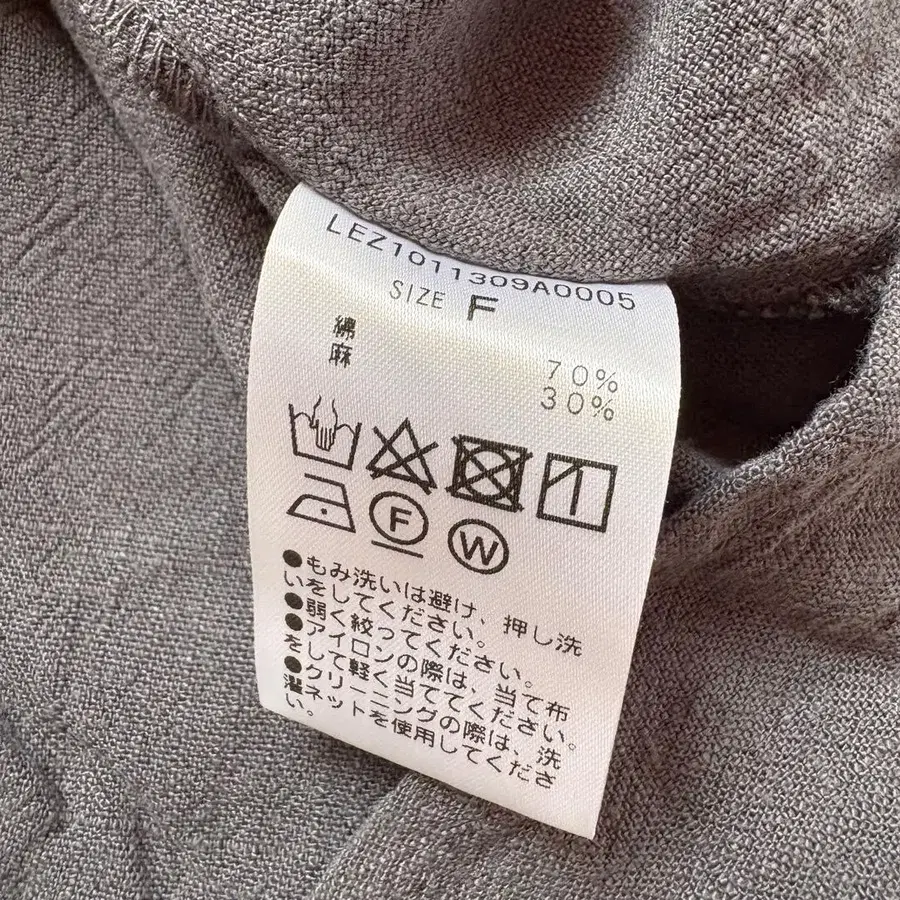 LEZ1011309A0005
SIZE F
綿 70%
麻 30%
F W
●もみ洗いは避け、押し洗
いをしてください。
●弱く絞ってください。
●アイロンの際は、当て布
をして軽く当ててください。
●クリーニングの際は、洗
濯ネットを使用してくださ
い。